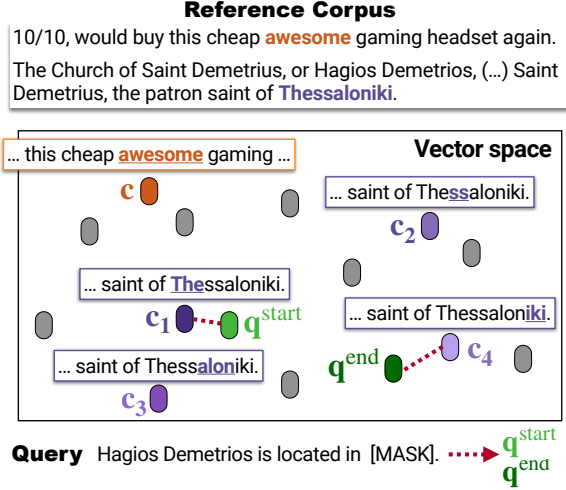 Reference Corpus
10/10, would buy this cheap awesome gaming headset again.
The Church of Saint Demetrius, or Hagios Demetrios, (…) Saint
Demetrius, the patron saint of Thessaloniki.
... this cheap awesome gaming ...
Vector space
c
... saint of Thessaloniki.
c2
... saint of Thessaloniki.
c1
q^start
... saint of Thessaloniki.
q^end
c4
... saint of Thessaloniki.
c3
Query Hagios Demetrios is located in [MASK].
q^start
q^end